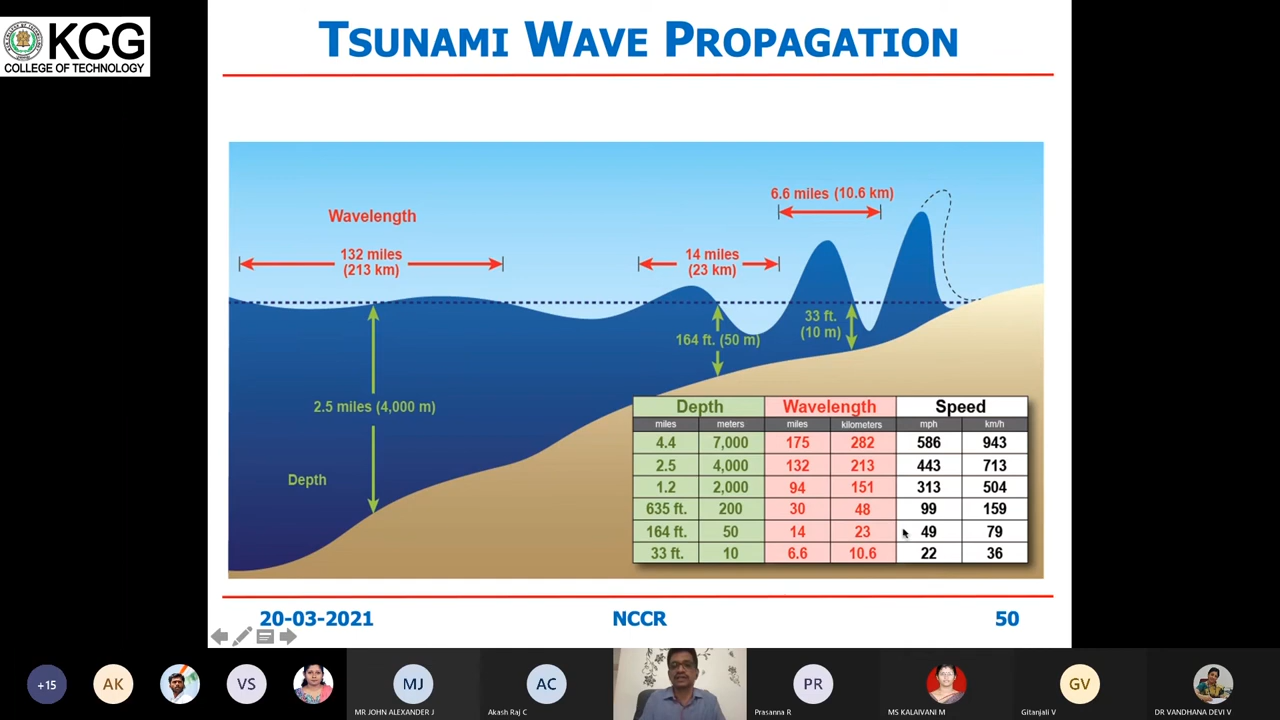 KCG
COLLEGE OF TECHNOLOGY
TSUNAMI WAVE PROPAGATION
6.6 miles (10.6 km)
Wavelength
132 miles
(213 km)
14 miles
(23 km)
33 ft.
(10 m)
164 ft. (50 m)
2.5 miles (4,000 m)
Depth
Depth Wavelength Speed
miles meters miles kilometers mph km/h
4.4 7,000 175 282 586 943
2.5 4,000 132 213 443 713
1.2 2,000 94 151 313 504
635 ft. 200 30 48 99 159
164 ft. 50 14 23 49 79
33 ft. 10 6.6 10.6 22 36
20-03-2021 NCCR 50
+15 AK VS MJ AC PR GV
MR JOHN ALEXANDER J Akash Raj C Prasanna R MS KALAIVANI M Gitanjali V DR VANDHANA DEVI V